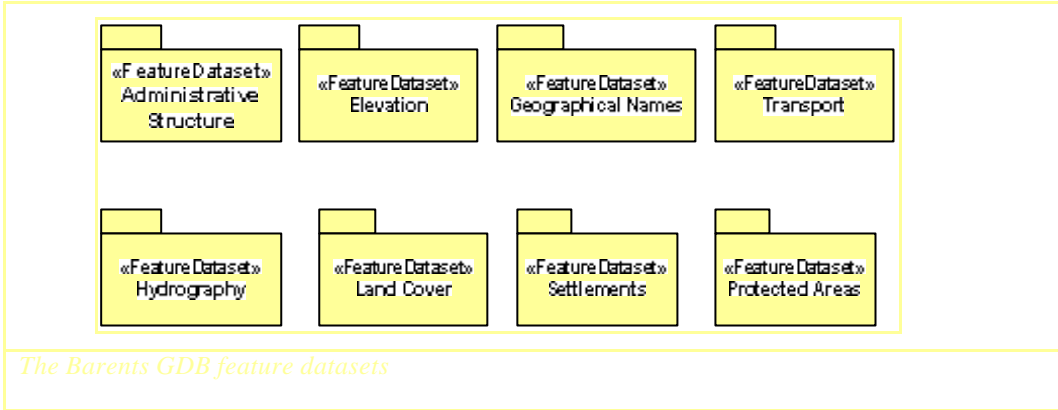 «FeatureDataset»
Administrative
Structure
«FeatureDataset»
Elevation
«FeatureDataset»
Geographical Names
«FeatureDataset»
Transport
«FeatureDataset»
Hydrography
«FeatureDataset»
Land Cover
«FeatureDataset»
Settlements
«FeatureDataset»
Protected Areas
The Barents GDB feature datasets